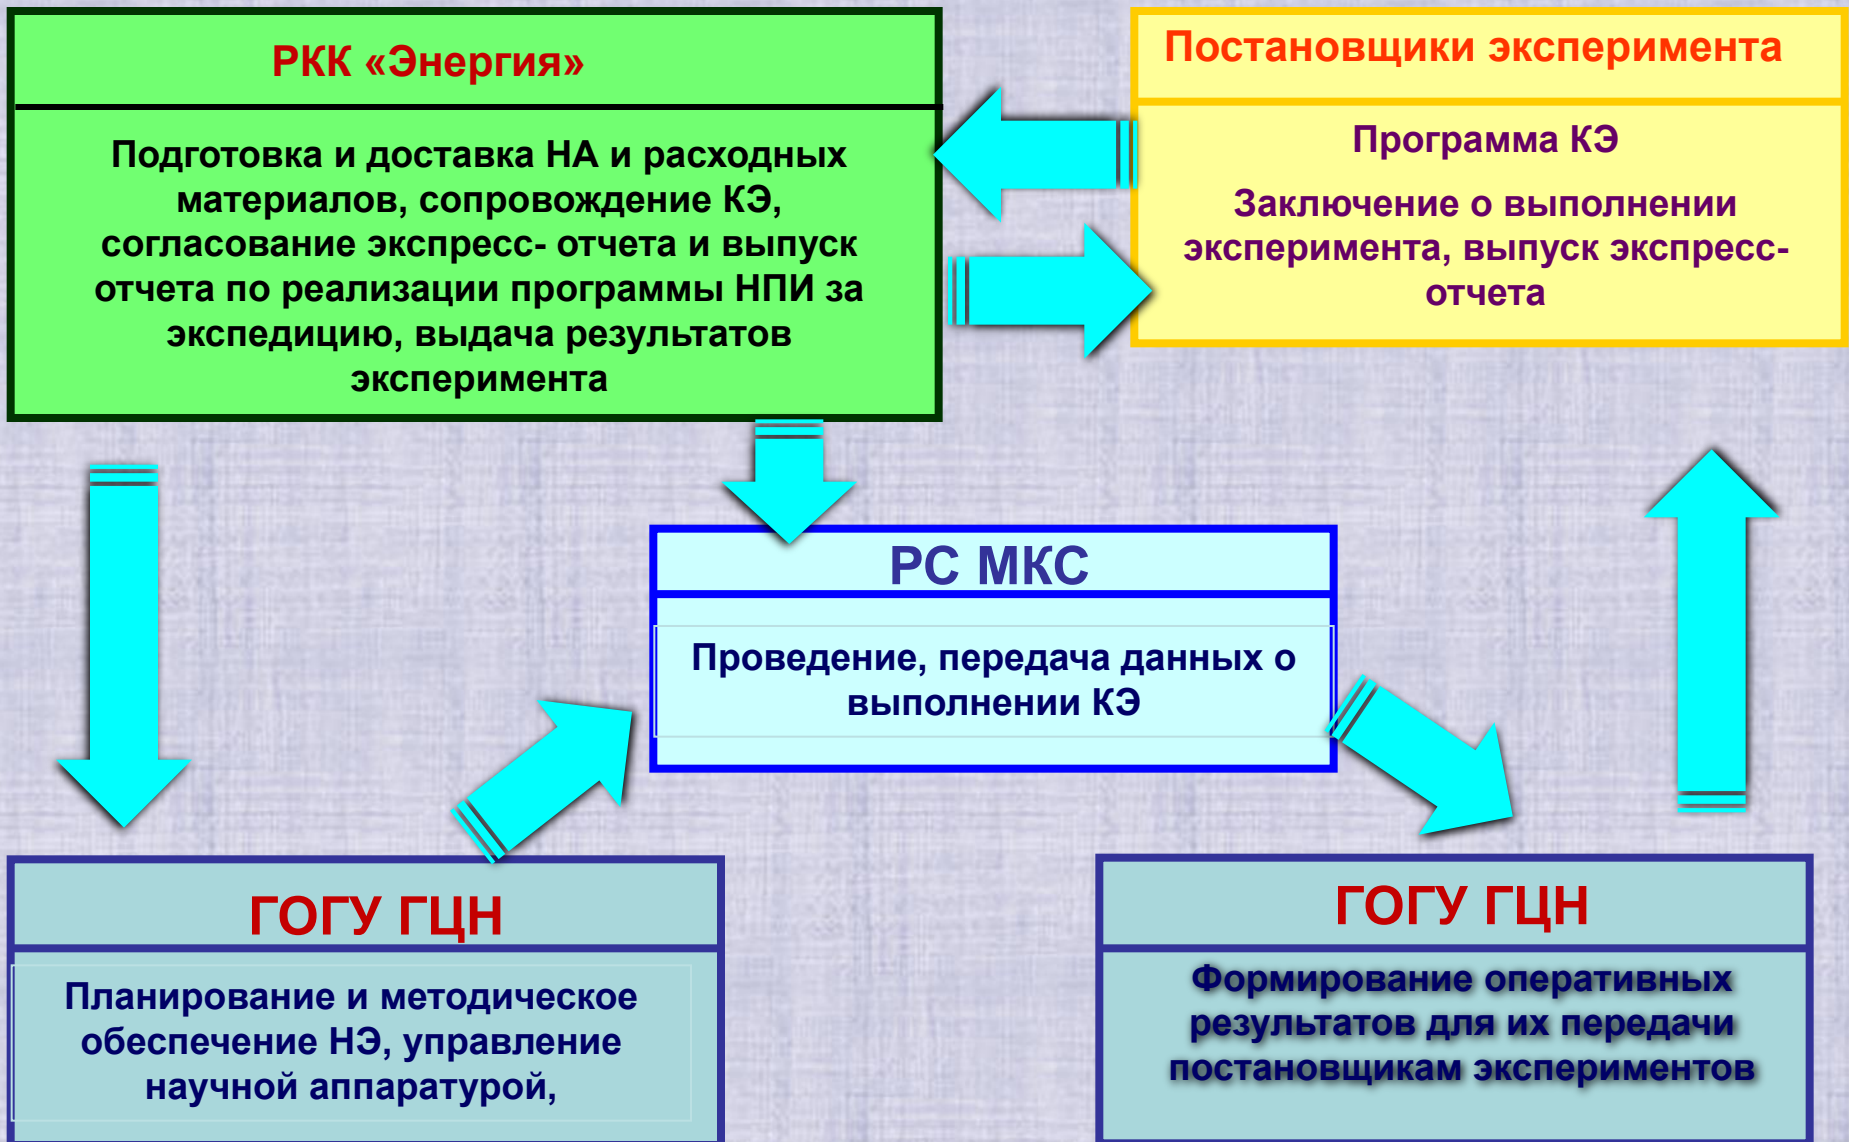 РКК «Энергия»
Подготовка и доставка НА и расходных
материалов, сопровождение КЭ,
согласование экспресс- отчета и выпуск
отчета по реализации программы НПИ за
экспедицию, выдача результатов
эксперимента
Постановщики эксперимента
Программа КЭ
Заключение о выполнении
эксперимента, выпуск экспресс-
отчета
РС МКС
Проведение, передача данных о
выполнении КЭ
ГОГУ ГЦН
Планирование и методическое
обеспечение НЭ, управление
научной аппаратурой,
ГОГУ ГЦН
Формирование оперативных
результатов для их передачи
постановщикам экспериментов